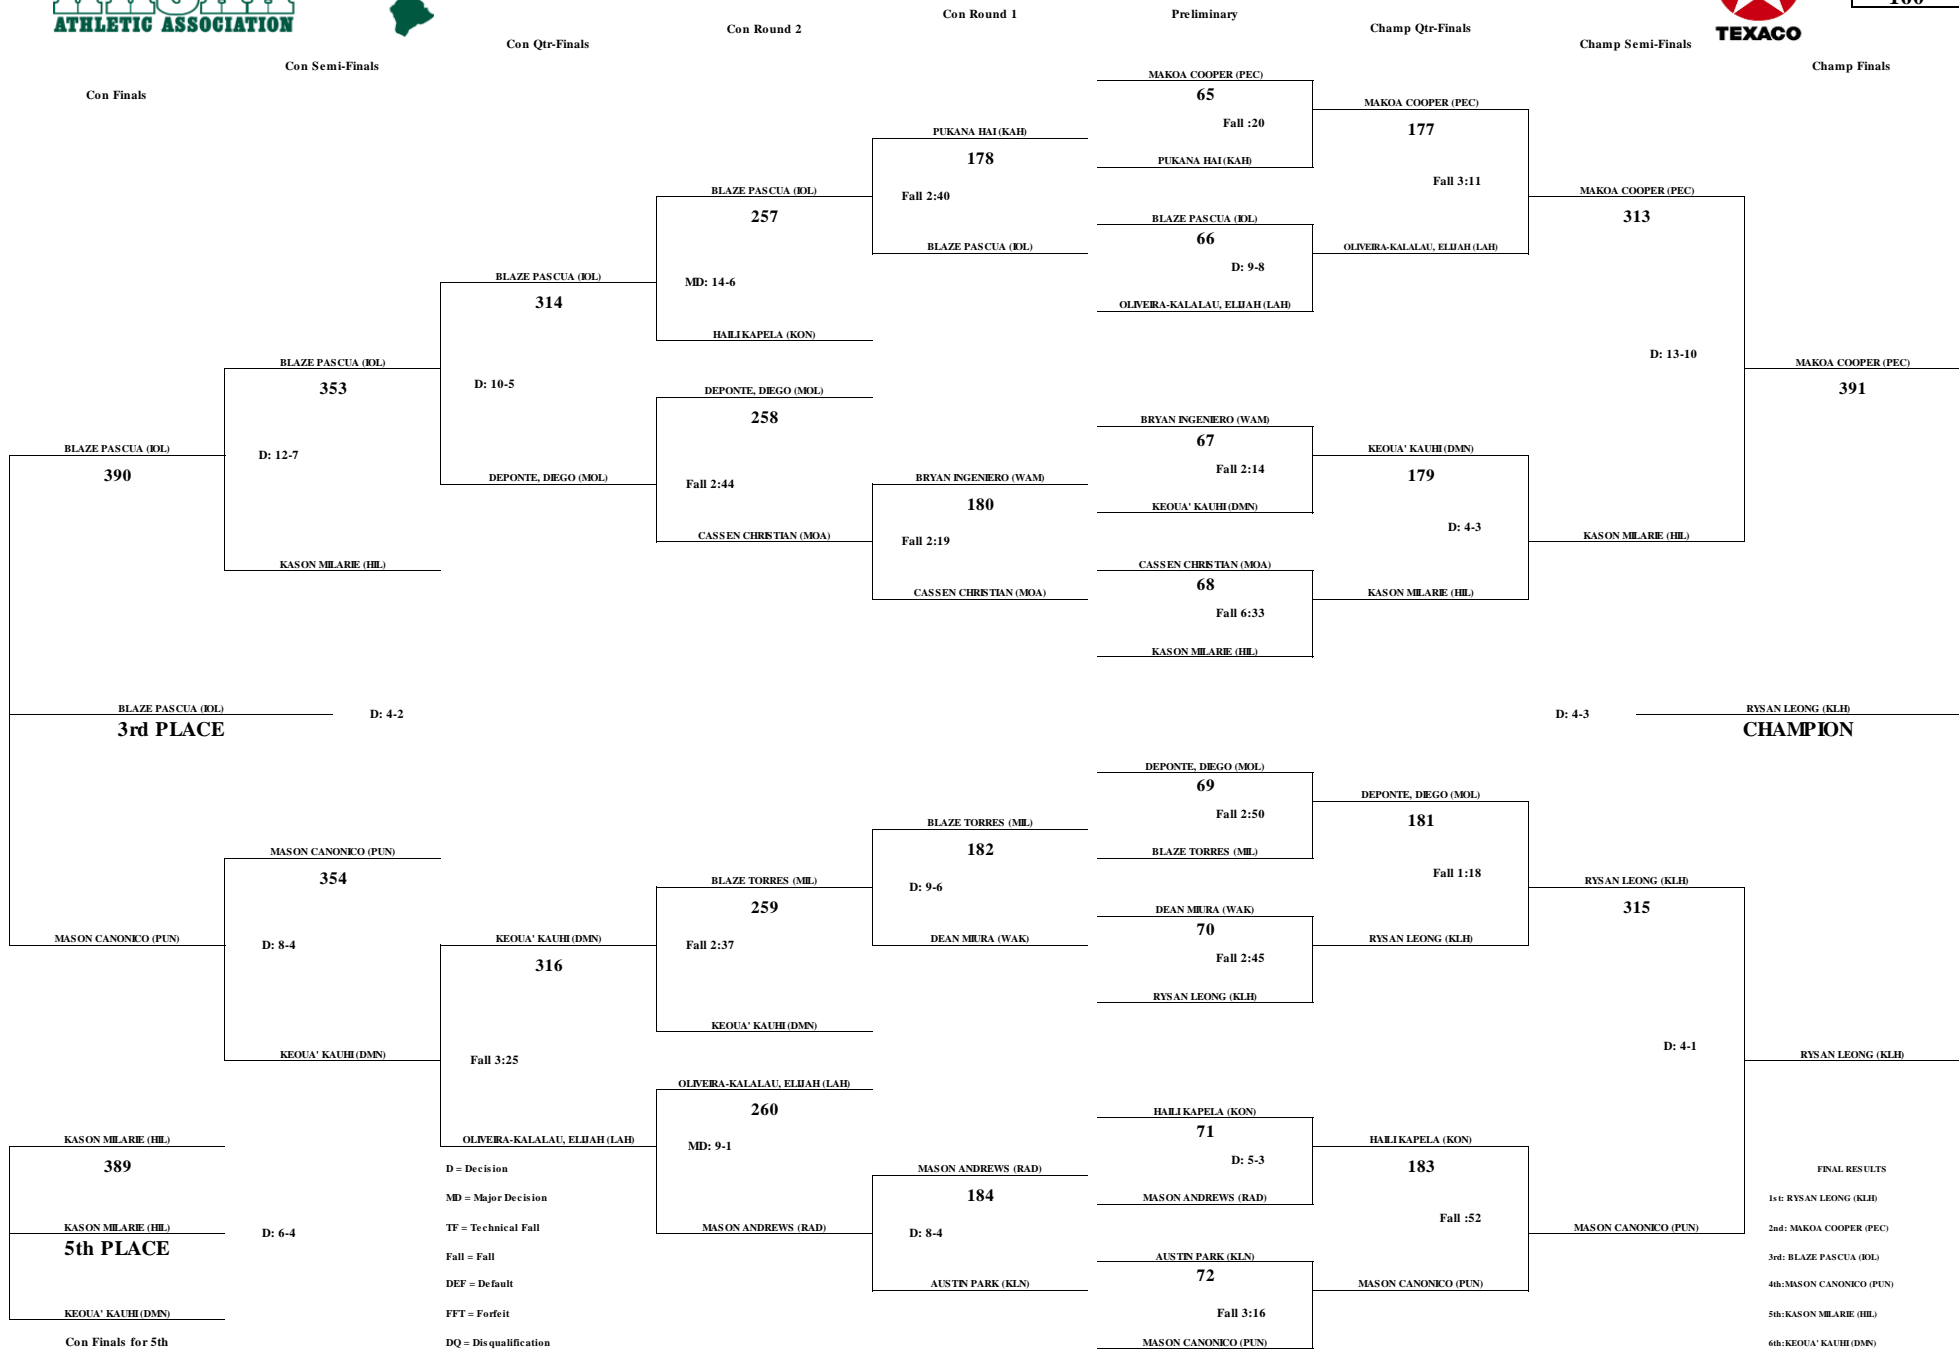 ATHLETIC ASSOCIATION
TEXACO
Con Finals
Con Semi-Finals
Con Qtr-Finals
Con Round 2
Con Round 1
Preliminary
Champ Qtr-Finals
Champ Semi-Finals
Champ Finals
BLAZE PASCUA (IOL)
390
BLAZE PASCUA (IOL)
3rd PLACE
D: 4-2
MASON CANONICO (PUN)
KASON MILARIE (HIL)
389
KASON MILARIE (HIL)
5th PLACE
D: 6-4
KEOUA' KAUHI (DMN)
Con Finals for 5th
BLAZE PASCUA (IOL)
353
D: 12-7
KASON MILARIE (HIL)
MASON CANONICO (PUN)
354
D: 8-4
KEOUA' KAUHI (DMN)
BLAZE PASCUA (IOL)
314
D: 10-5
DEPONTE, DIEGO (MOL)
KEOUA' KAUHI (DMN)
316
Fall 3:25
OLIVEIRA-KALALAU, ELIJAH (LAH)
D = Decision
MD = Major Decision
TF = Technical Fall
Fall = Fall
DEF = Default
FFT = Forfeit
DQ = Disqualification
BLAZE PASCUA (IOL)
257
MD: 14-6
HAILI KAPELA (KON)
DEPONTE, DIEGO (MOL)
258
Fall 2:44
CASSEN CHRISTIAN (MOA)
BLAZE TORRES (MIL)
259
Fall 2:37
KEOUA' KAUHI (DMN)
OLIVEIRA-KALALAU, ELIJAH (LAH)
260
MD: 9-1
MASON ANDREWS (RAD)
PUKANA HAI (KAH)
178
Fall 2:40
BLAZE PASCUA (IOL)
BRYAN INGENIERO (WAM)
180
Fall 2:19
CASSEN CHRISTIAN (MOA)
BLAZE TORRES (MIL)
182
D: 9-6
DEAN MIURA (WAK)
MASON ANDREWS (RAD)
184
D: 8-4
AUSTIN PARK (KLN)
MAKOA COOPER (PEC)
65
Fall :20
PUKANA HAI (KAH)
BLAZE PASCUA (IOL)
66
D: 9-8
OLIVEIRA-KALALAU, ELIJAH (LAH)
BRYAN INGENIERO (WAM)
67
Fall 2:14
KEOUA' KAUHI (DMN)
CASSEN CHRISTIAN (MOA)
68
Fall 6:33
KASON MILARIE (HIL)
DEPONTE, DIEGO (MOL)
69
Fall 2:50
BLAZE TORRES (MIL)
DEAN MIURA (WAK)
70
Fall 2:45
RYSAN LEONG (KLH)
HAILI KAPELA (KON)
71
D: 5-3
MASON ANDREWS (RAD)
AUSTIN PARK (KLN)
72
Fall 3:16
MASON CANONICO (PUN)
MAKOA COOPER (PEC)
177
Fall 3:11
OLIVEIRA-KALALAU, ELIJAH (LAH)
KEOUA' KAUHI (DMN)
179
D: 4-3
KASON MILARIE (HIL)
DEPONTE, DIEGO (MOL)
181
Fall 1:18
RYSAN LEONG (KLH)
HAILI KAPELA (KON)
183
Fall :52
MASON CANONICO (PUN)
MAKOA COOPER (PEC)
313
D: 13-10
KASON MILARIE (HIL)
RYSAN LEONG (KLH)
315
D: 4-1
MASON CANONICO (PUN)
MAKOA COOPER (PEC)
391
D: 4-3
RYSAN LEONG (KLH)
CHAMPION
RYSAN LEONG (KLH)
FINAL RESULTS
1st: RYSAN LEONG (KLH)
2nd: MAKOA COOPER (PEC)
3rd: BLAZE PASCUA (IOL)
4th:MASON CANONICO (PUN)
5th:KASON MILARIE (HIL)
6th:KEOUA' KAUHI (DMN)